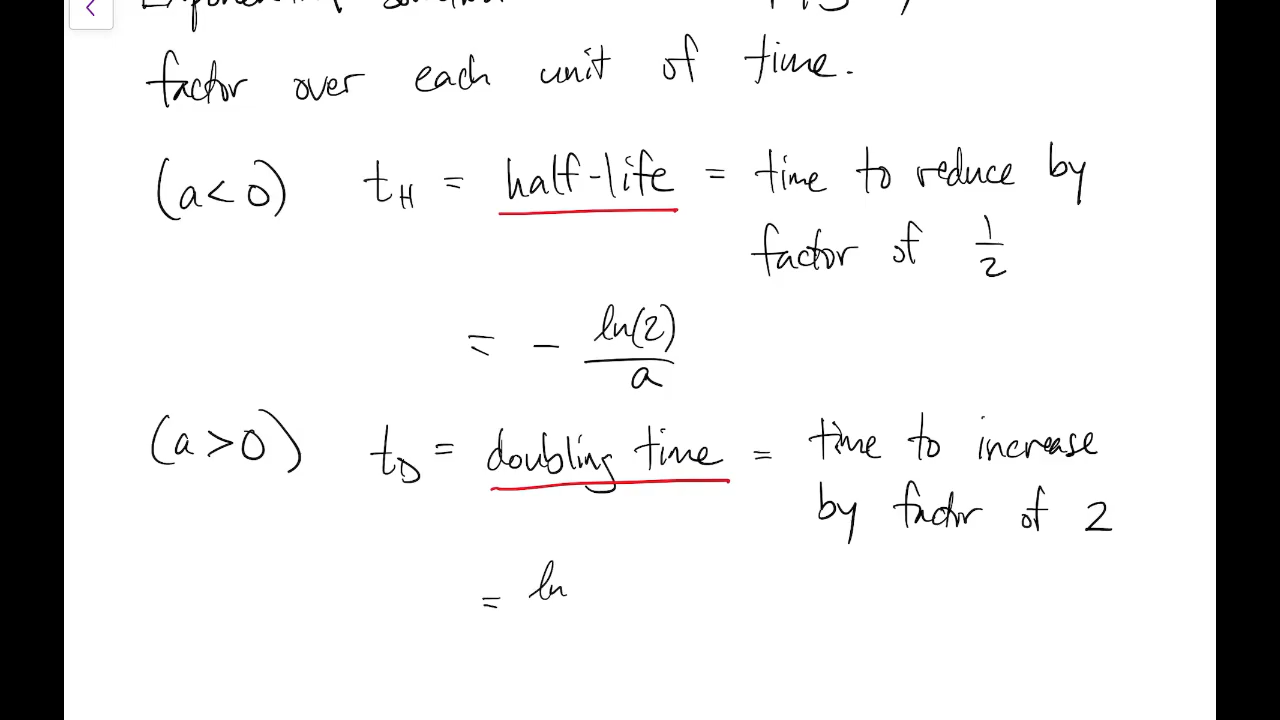 factor over each unit of time.
(a<0) t_H = half-life = time to reduce by
factor of 1/2
= - ln(2)/a
(a>0) t_D = doubling time = time to increase
by factor of 2
= ln